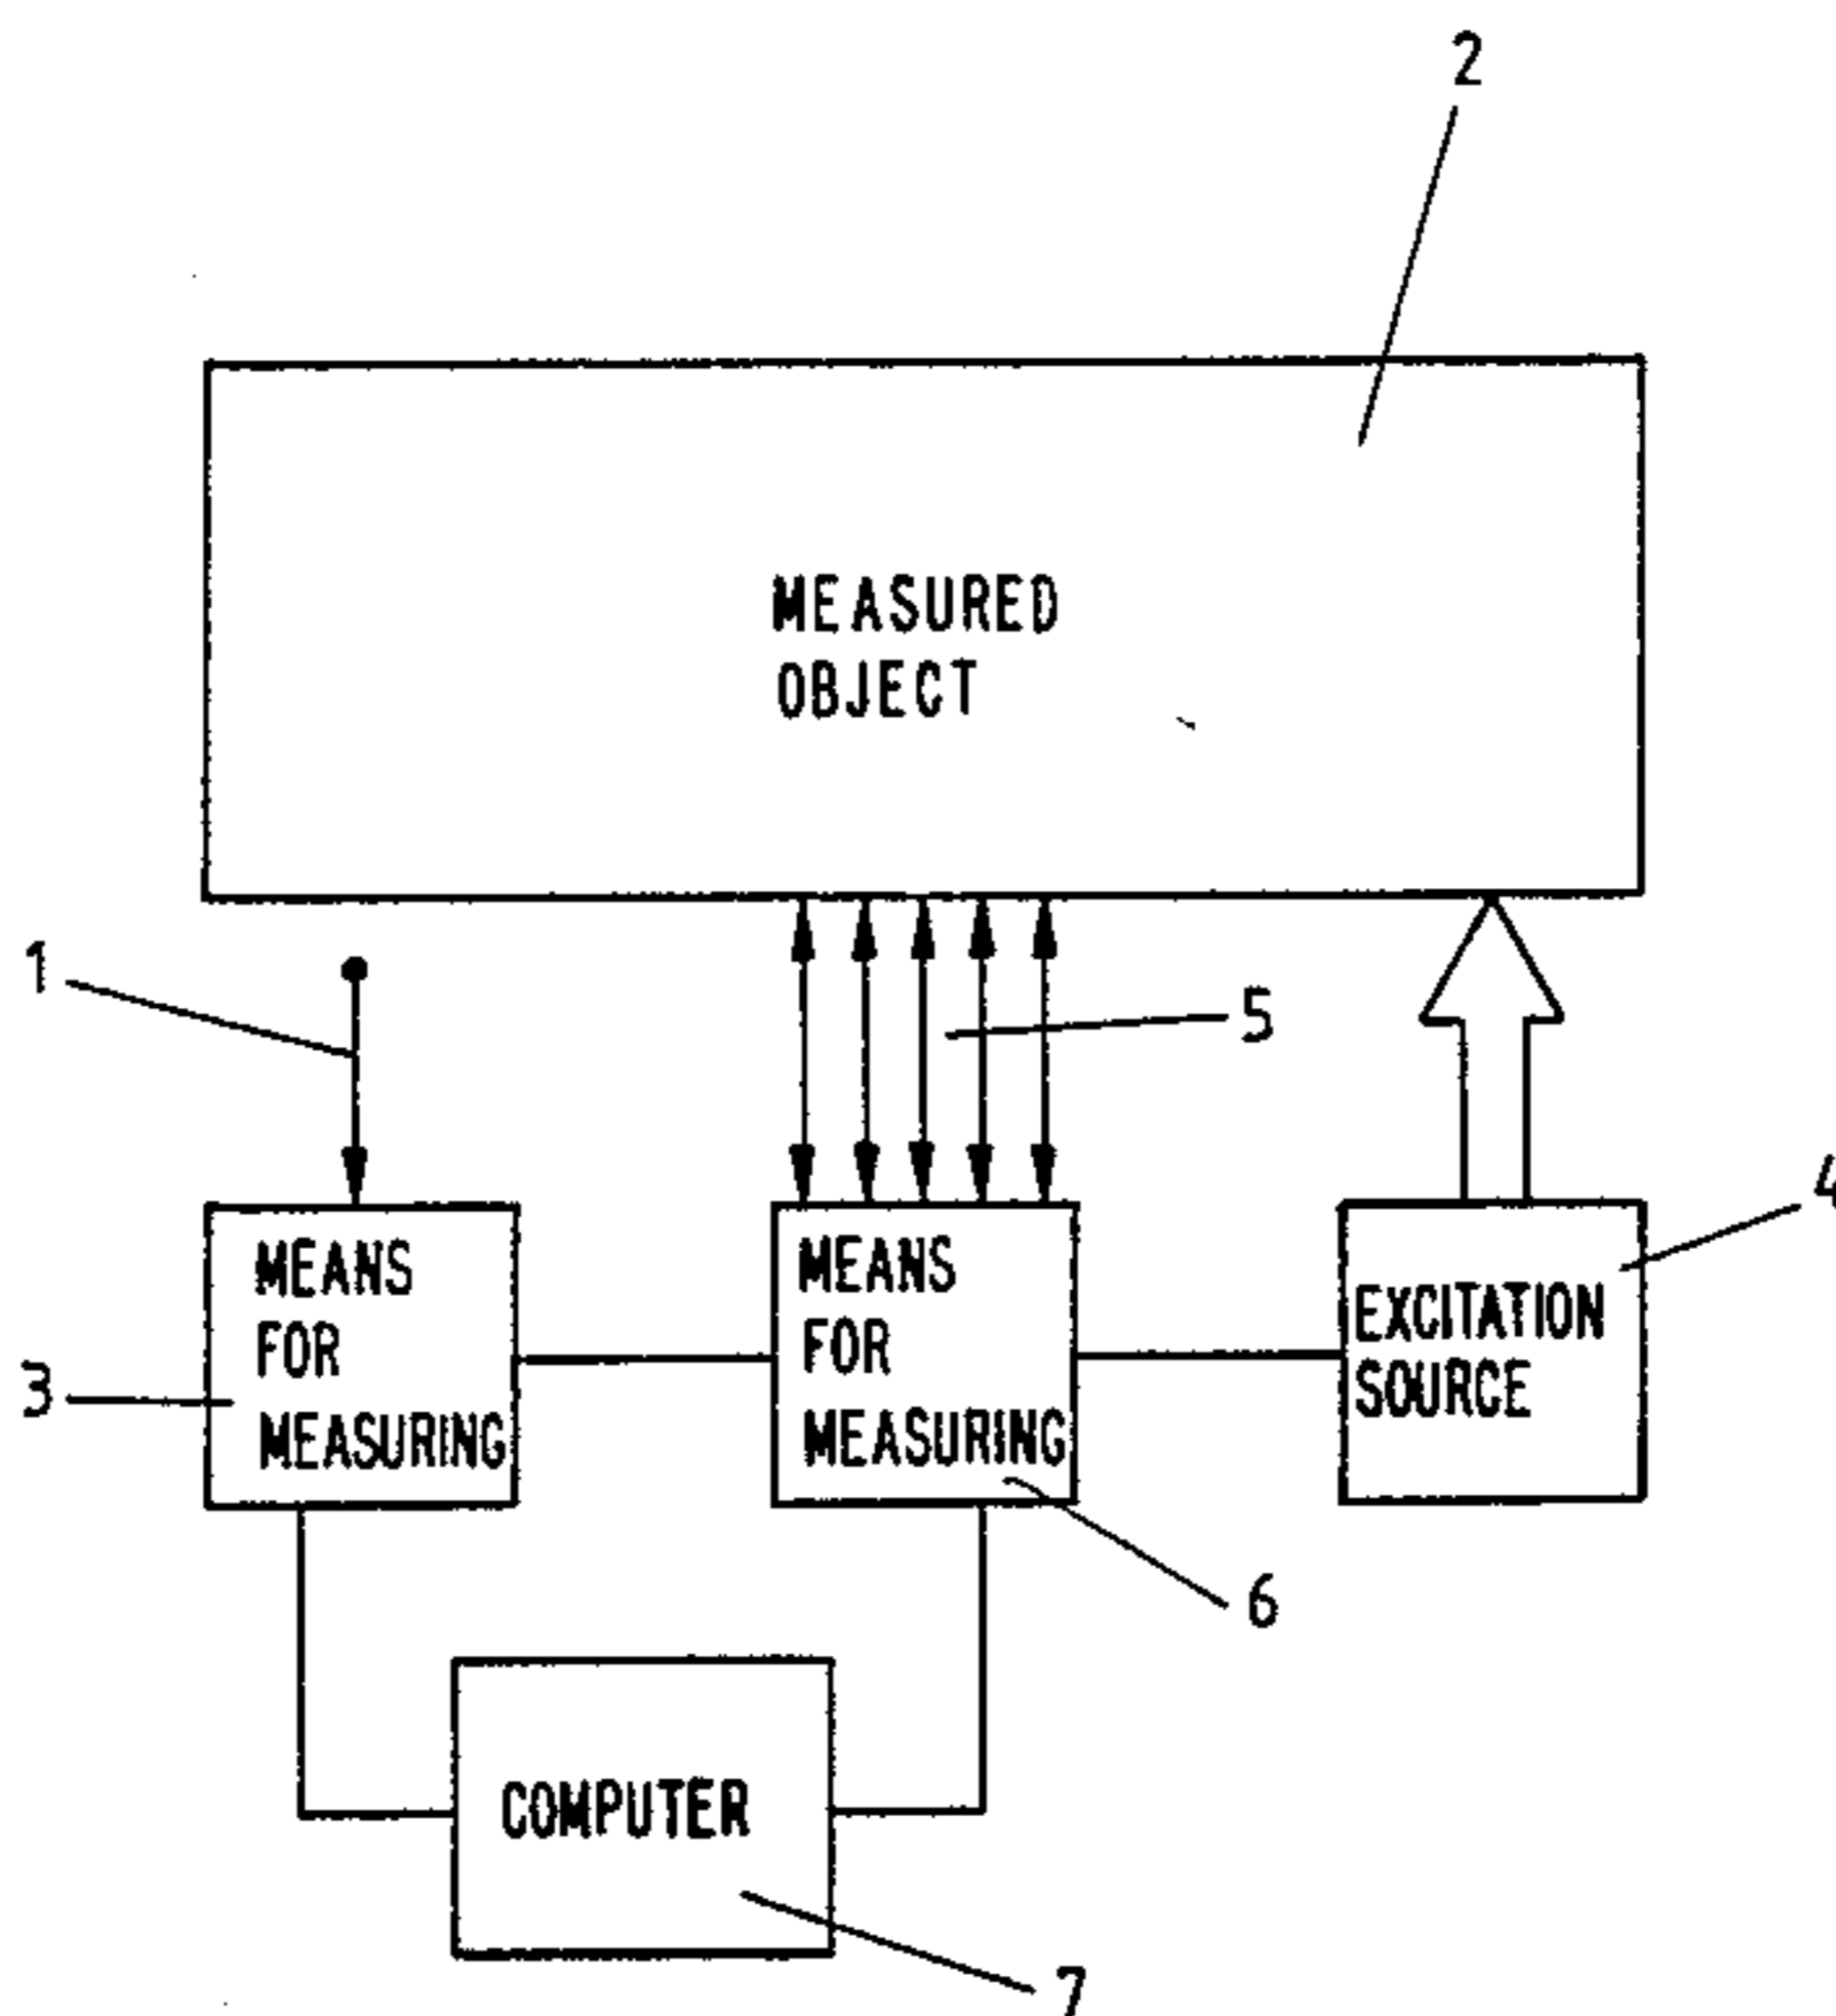 2
MEASURED
OBJECT
1
5
4
MEANS
FOR
MEASURING
3
MEANS
FOR
MEASURING
6
EXCITATION
SOURCE
COMPUTER
7